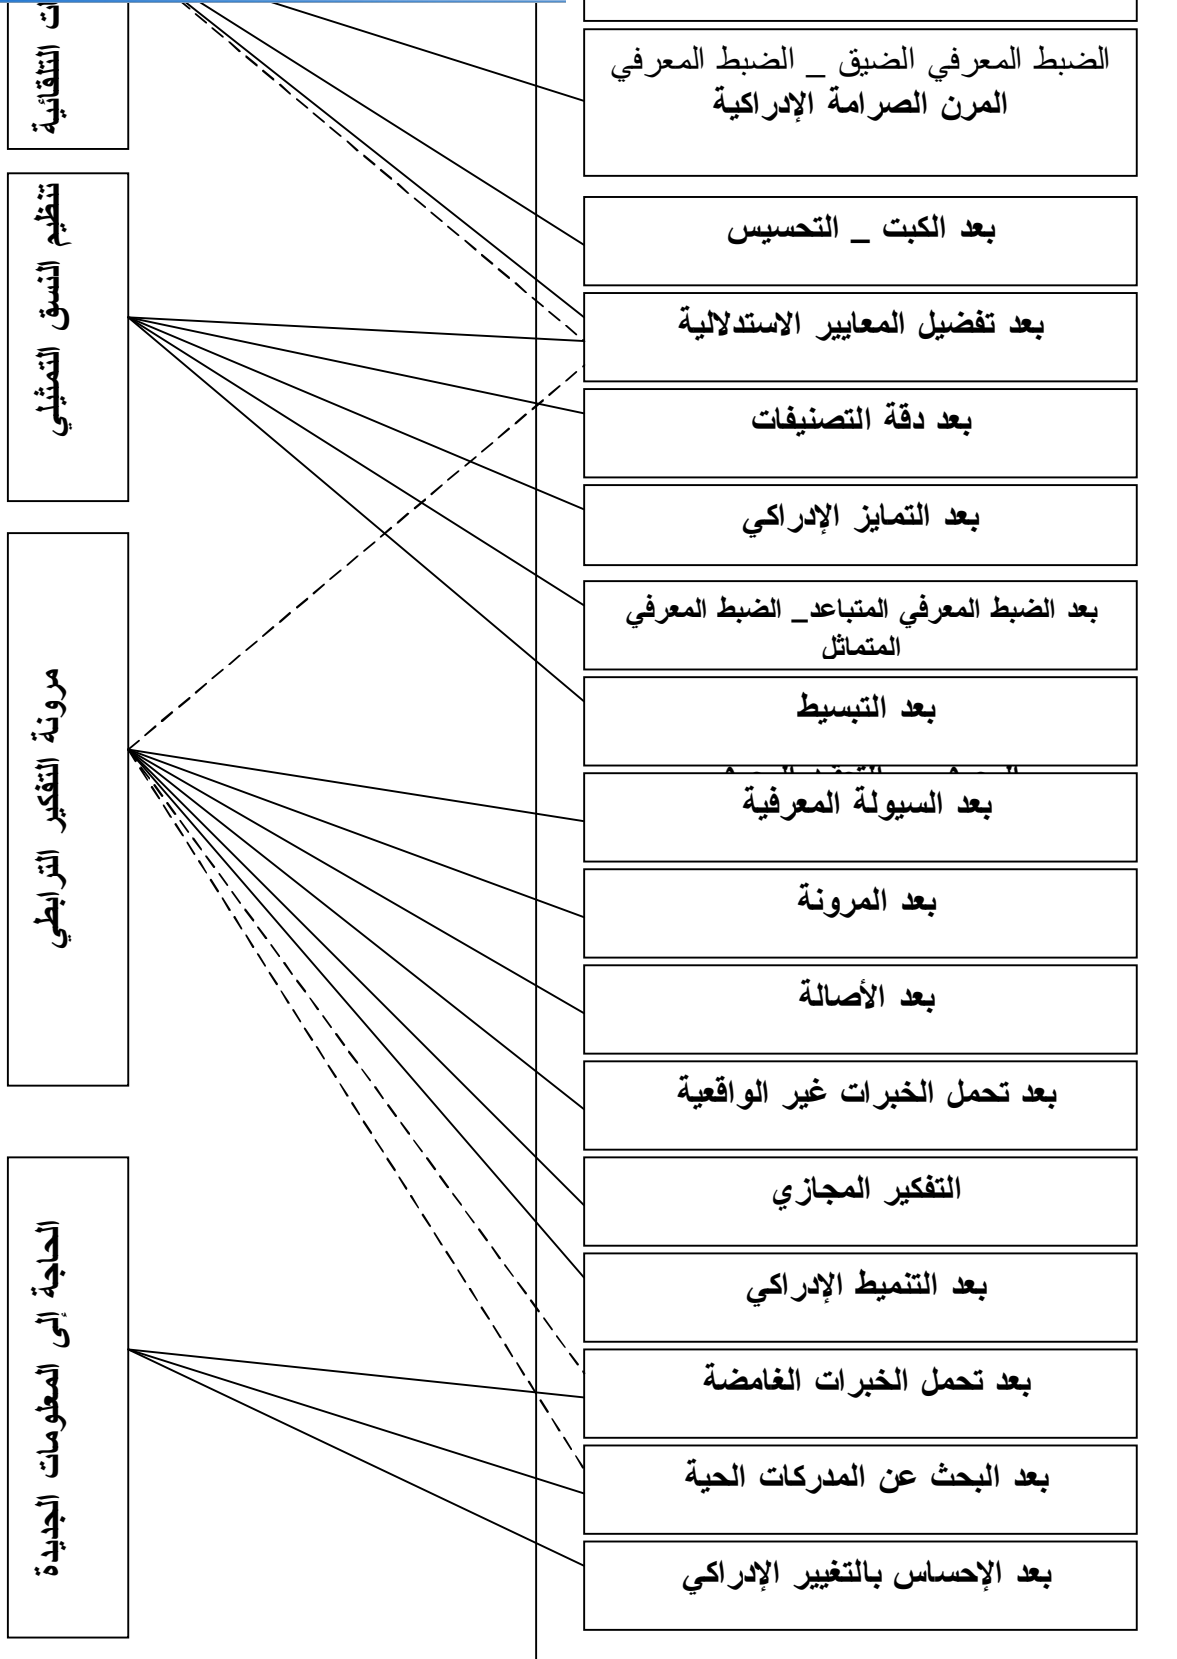 الضبط المعرفي الضيق _ الضبط المعرفي
المرن الصرامة الإدراكية
بعد الكبت _ التحسيس
بعد تفضيل المعايير الاستدلالية
بعد دقة التصنيفات
بعد التمايز الإدراكي
بعد الضبط المعرفي المتباعد_ الضبط المعرفي
المتماثل
بعد التبسيط
بعد السيولة المعرفية
بعد المرونة
بعد الأصالة
بعد تحمل الخبرات غير الواقعية
التفكير المجازي
بعد التنميط الإدراكي
بعد تحمل الخبرات الغامضة
بعد البحث عن المدركات الحية
بعد الإحساس بالتغيير الإدراكي
التلقائية
تنظيم النسق التمثيلي
مرونة التفكير الترابطي
الحاجة إلى المعلومات الجديدة